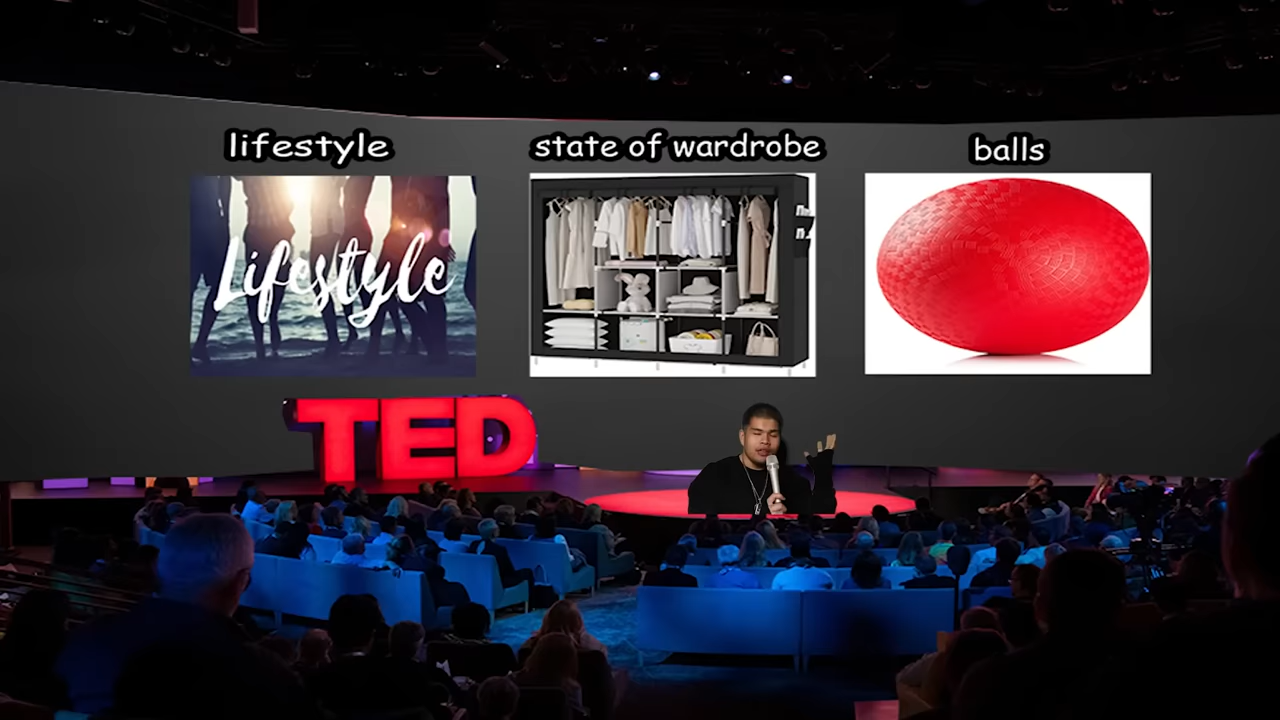 lifestyle
state of wardrobe
balls
Lifestyle
TED